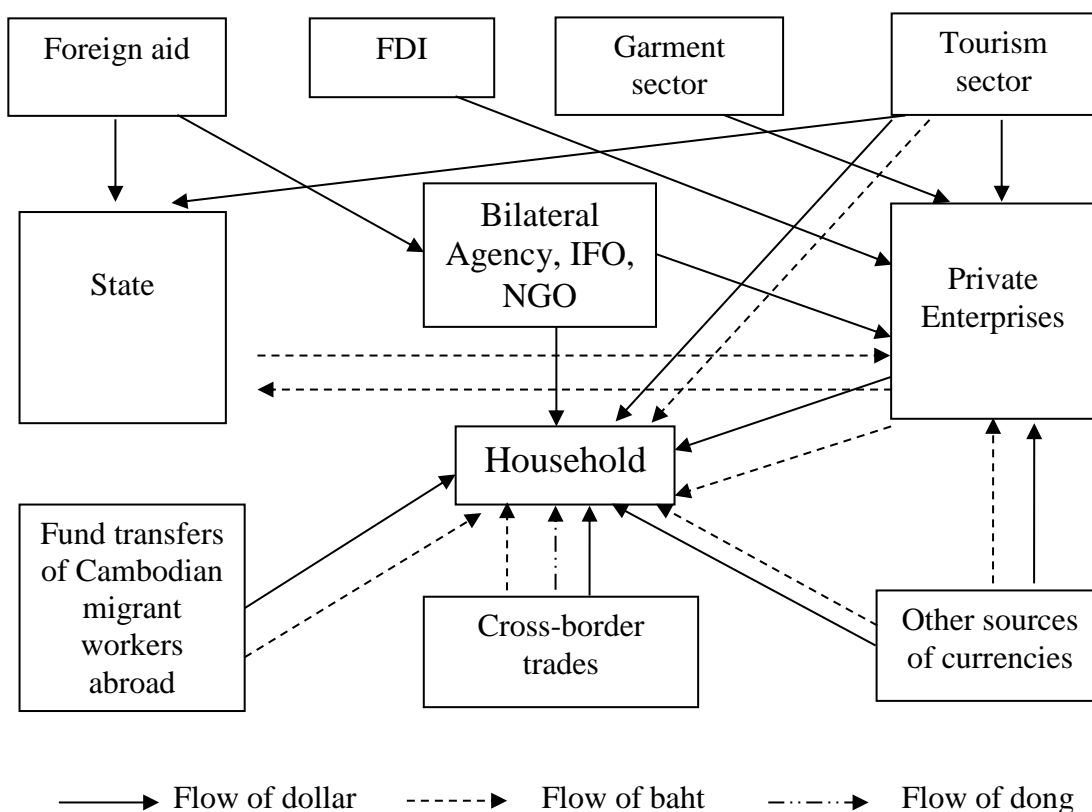 Foreign aid
FDI
Garment
sector
Tourism
sector
State
Bilateral
Agency, IFO,
NGO
Private
Enterprises
Household
Fund transfers
of Cambodian
migrant
workers
abroad
Cross-border
trades
Other sources
of currencies
Flow of dollar
Flow of baht
Flow of dong